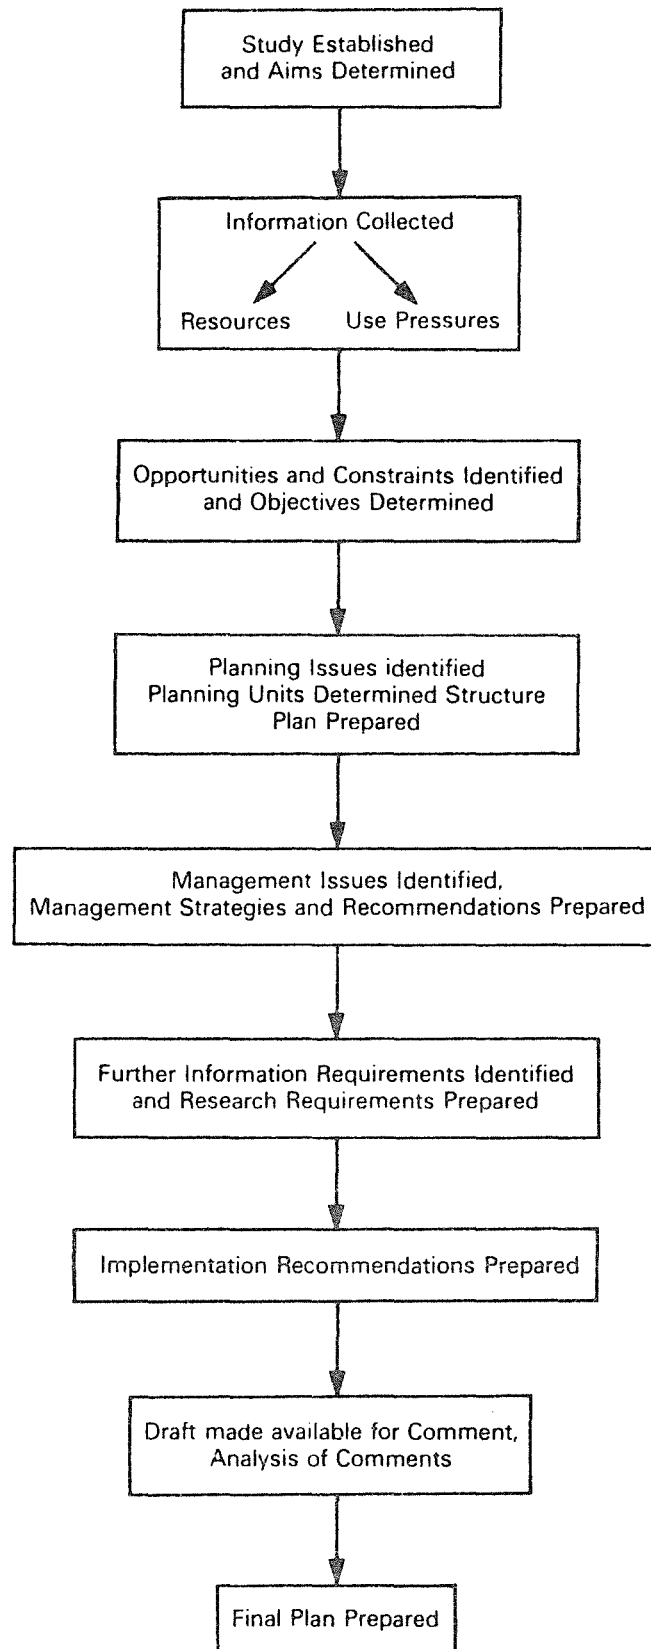 Study Established
and Aims Determined
Information Collected
Resources Use Pressures
Opportunities and Constraints Identified
and Objectives Determined
Planning Issues identified
Planning Units Determined Structure
Plan Prepared
Management Issues Identified,
Management Strategies and Recommendations Prepared
Further Information Requirements Identified
and Research Requirements Prepared
Implementation Recommendations Prepared
Draft made available for Comment,
Analysis of Comments
Final Plan Prepared